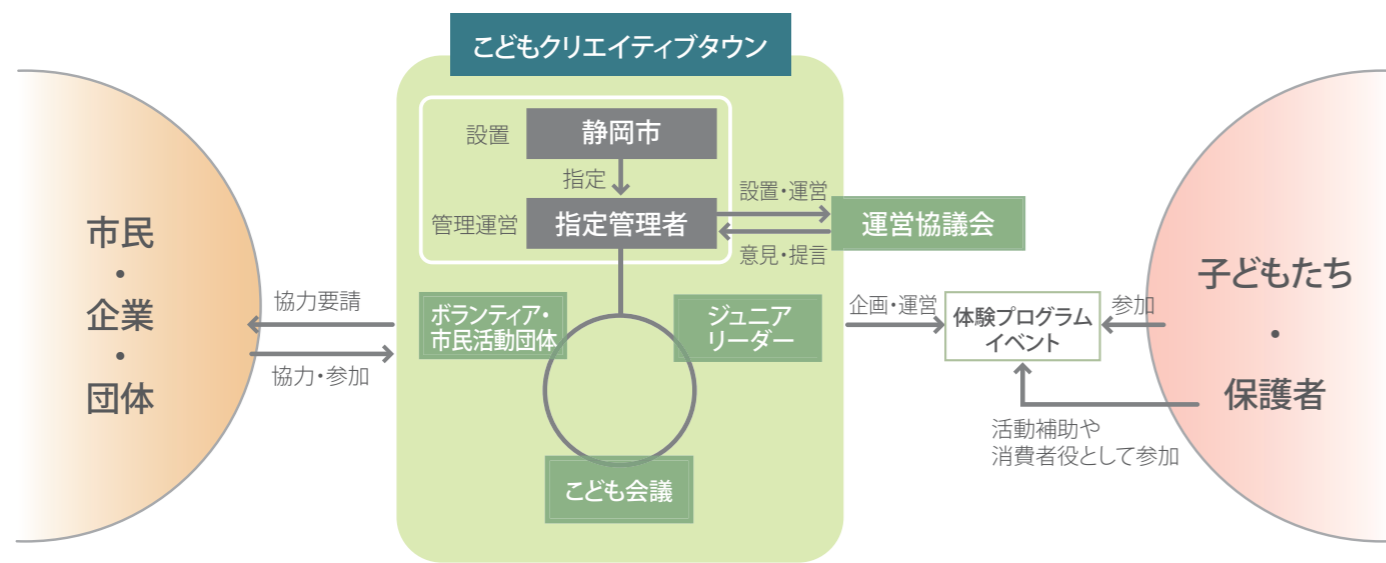 こどもクリエイティブタウン
設置
静岡市
指定
管理運営
指定管理者
設置・運営
意見・提言
運営協議会
市民
・
企業
・
団体
協力要請
協力・参加
ボランティア・
市民活動団体
ジュニア
リーダー
こども会議
企画・運営
体験プログラム
イベント
参加
活動補助や
消費者役として参加
子どもたち
・
保護者